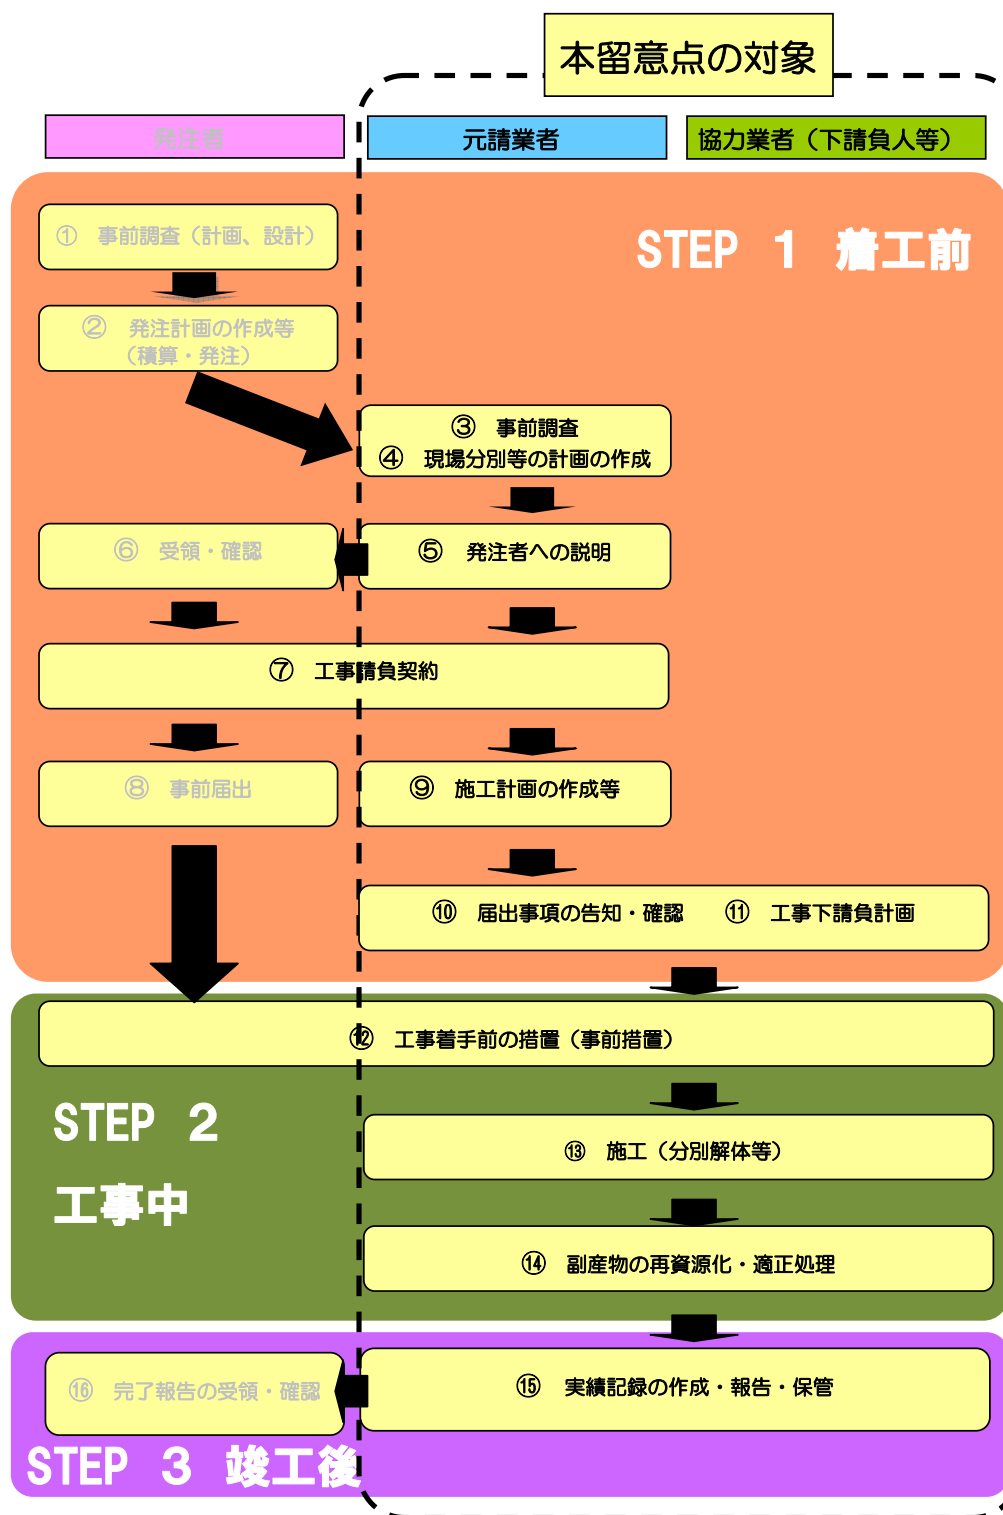 本留意点の対象
発注者
元請業者
協力業者（下請負人等）
STEP 1 着工前
① 事前調査（計画、設計）
② 発注計画の作成等
（積算・発注）
③ 事前調査
④ 現場分別等の計画の作成
⑥ 受領・確認
⑤ 発注者への説明
⑦ 工事請負契約
⑧ 事前届出
⑨ 施工計画の作成等
⑩ 届出事項の告知・確認 ⑪ 工事下請負計画
⑫ 工事着手前の措置（事前措置）
STEP 2
工事中
⑬ 施工（分別解体等）
⑭ 副産物の再資源化・適正処理
⑯ 完了報告の受領・確認
⑮ 実績記録の作成・報告・保管
STEP 3 竣工後